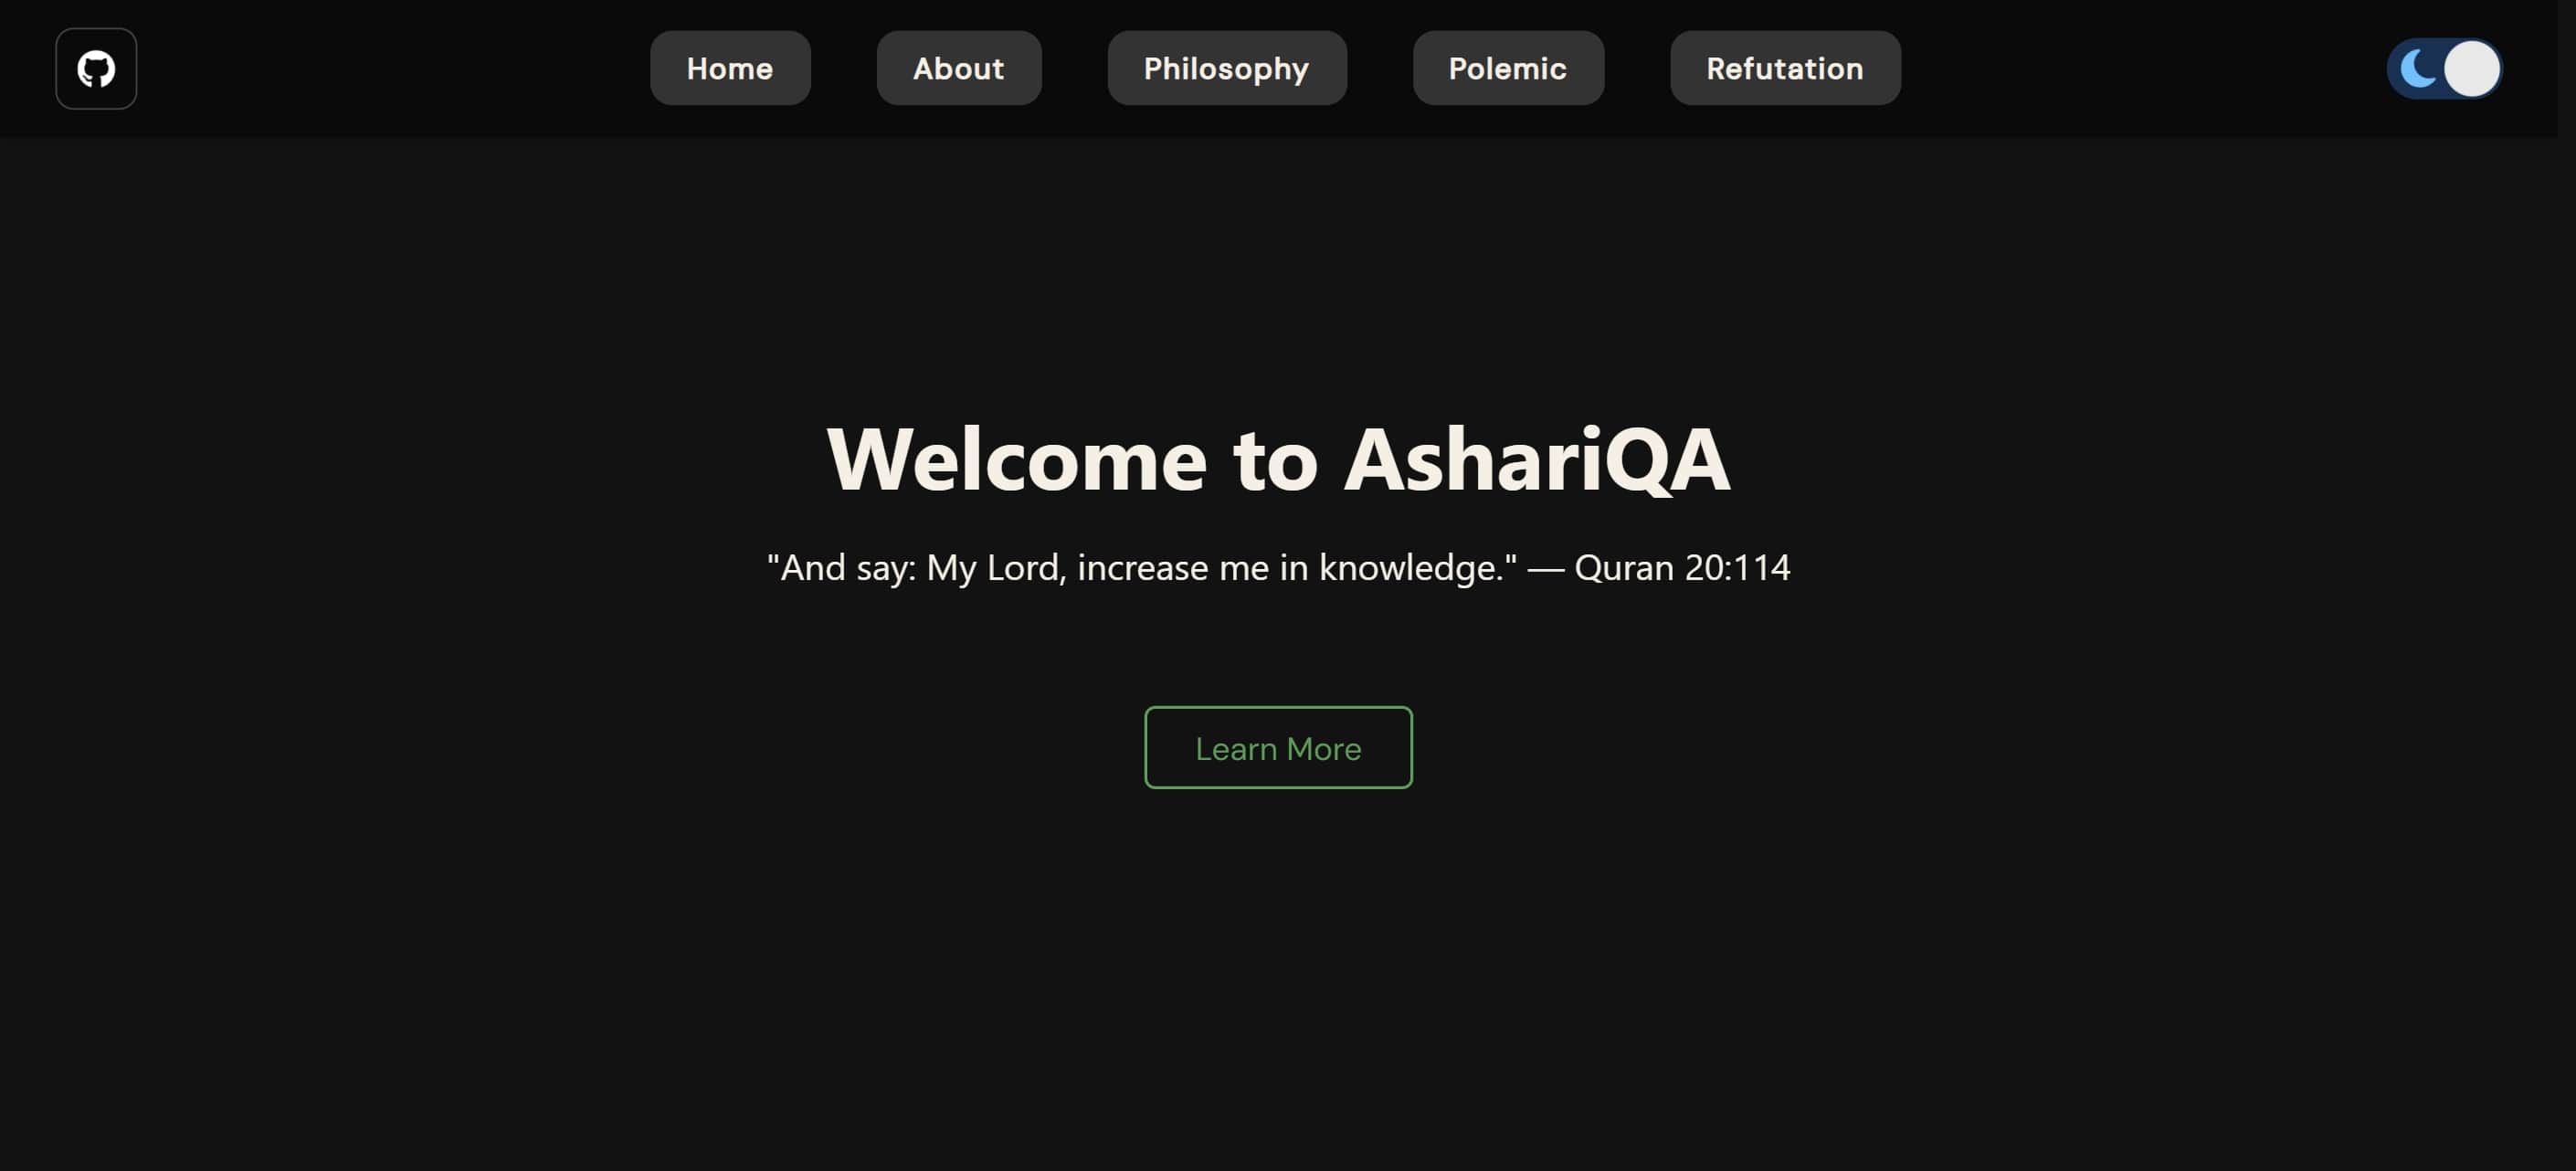 Home About Philosophy Polemic Refutation
Welcome to AshariQA
"And say: My Lord, increase me in knowledge." — Quran 20:114
Learn More